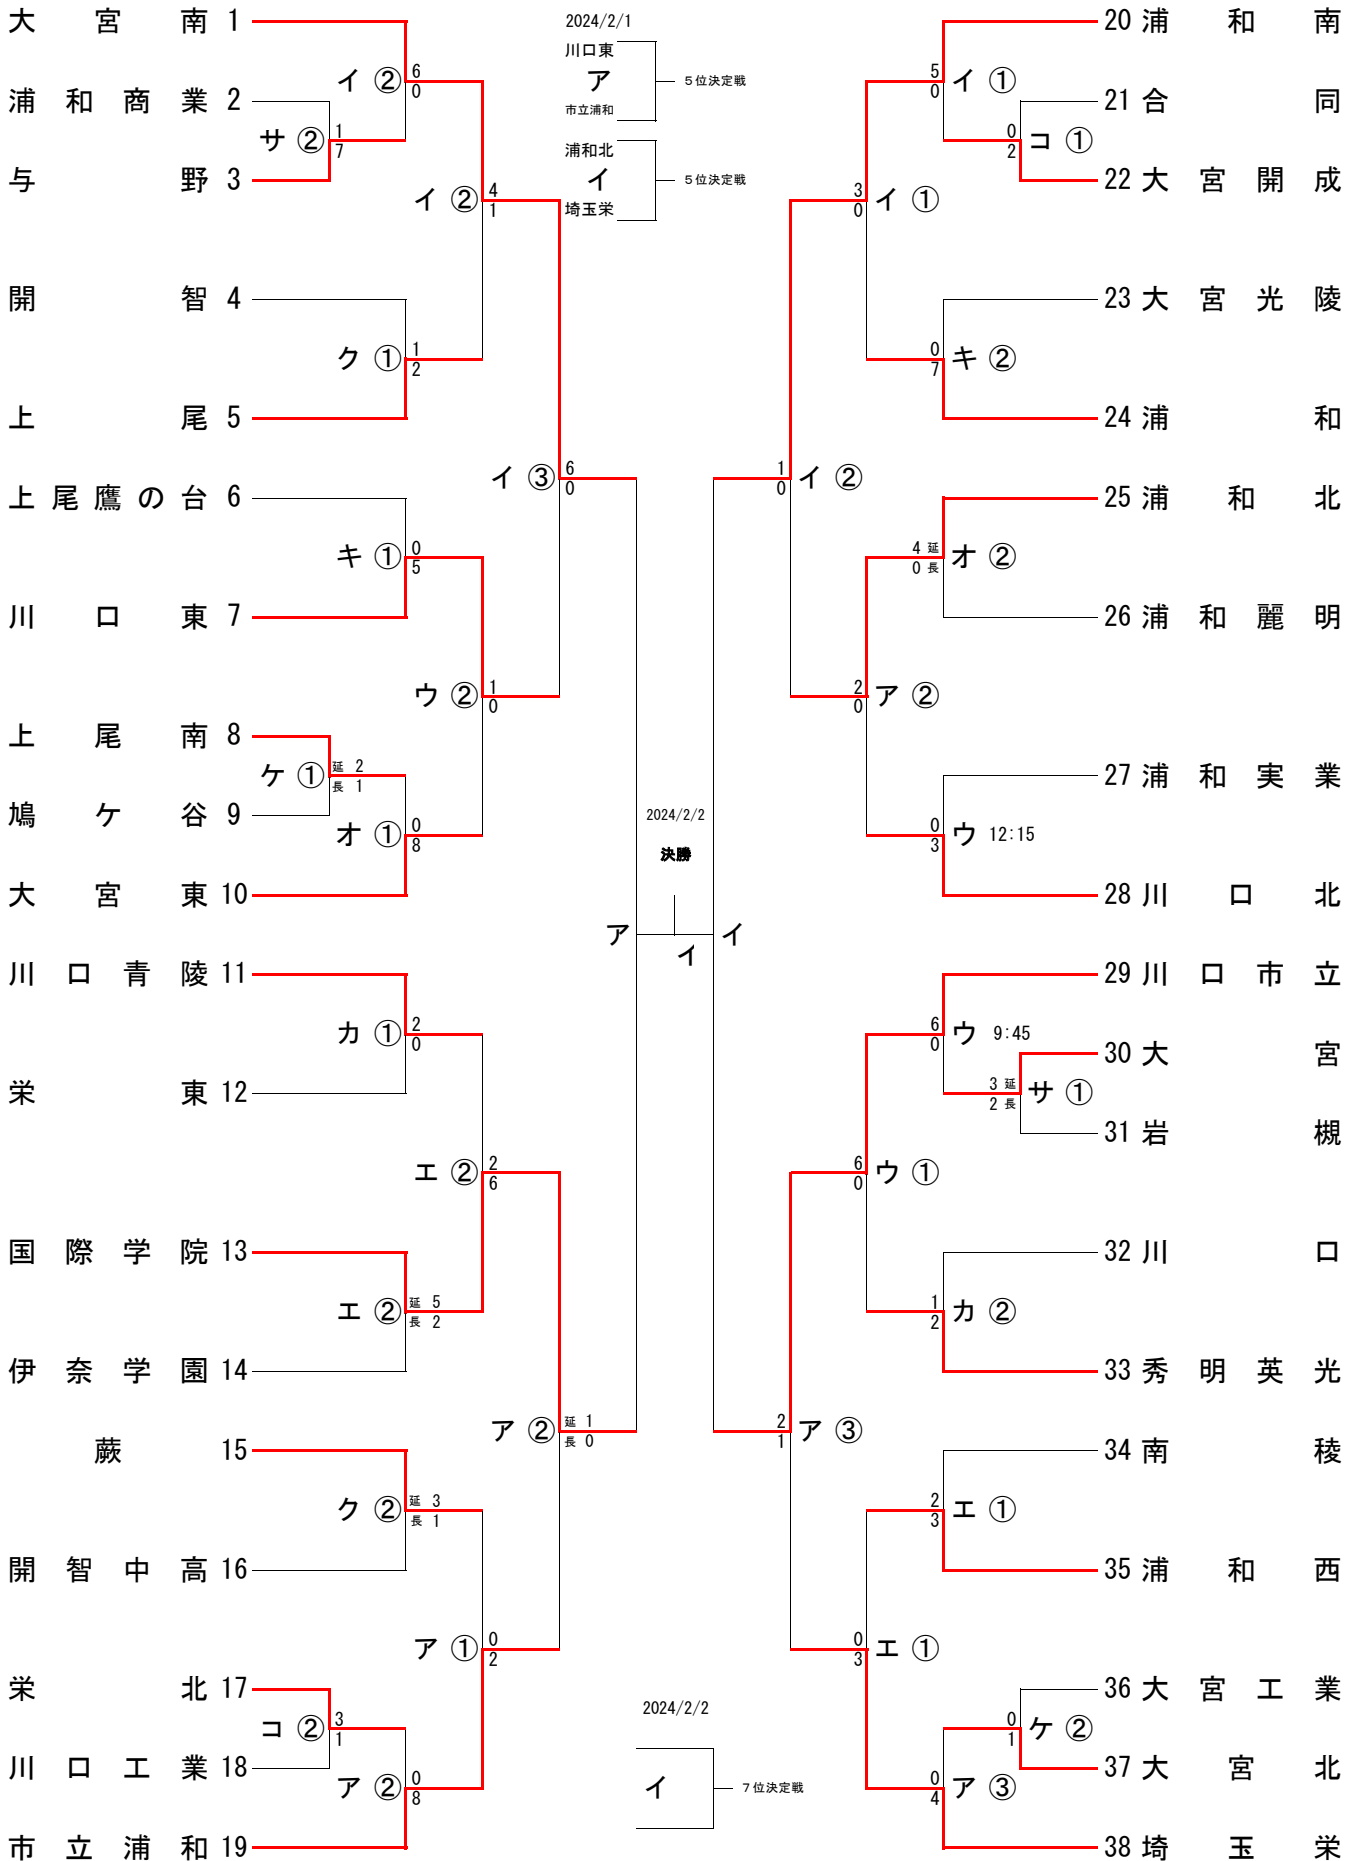 大宮南 1
イ ② 6 0
浦和商業 2
サ ② 1 7
与野 3
イ ② 4 1
開智 4
ク ① 1 2
上尾 5
イ ③ 6 0
上尾鷹の台 6
キ ① 0 5
川口東 7
ウ ② 1 0
上尾南 8
ケ ① 延長 2 1
鳩ケ谷 9
オ ① 0 8
大宮東 10
川口青陵 11
カ ① 2 0
栄東 12
エ ② 2 6
国際学院 13
エ ② 延長 5 2
伊奈学園 14
ア ② 延長 1 0
蕨 15
ク ② 延長 3 1
開智中高 16
ア ① 0 2
栄北 17
コ ② 3 1
川口工業 18
ア ② 0 8
市立浦和 19
2024/2/1
川口東
ア 5位決定戦
市立浦和
浦和北
イ 5位決定戦
埼玉栄
2024/2/2
決勝
ア イ イ
2024/2/2
イ 7位決定戦
20 浦和南
5 0 イ ①
21 合同
0 2 コ ①
22 大宮開成
3 0 イ ①
23 大宮光陵
0 7 キ ②
24 浦和
1 0 イ ②
25 浦和北
4 0 延長 オ ②
26 浦和麗明
2 0 ア ②
27 浦和実業
0 3 ウ 12:15
28 川口北
29 川口市立
6 0 ウ 9:45
30 大宮
3 2 延長 サ ①
31 岩槻
6 0 ウ ①
32 川口
1 2 カ ②
33 秀明英光
2 1 ア ③
34 南稜
2 3 エ ①
35 浦和西
0 3 エ ①
36 大宮工業
0 1 ケ ②
37 大宮北
0 4 ア ③
38 埼玉栄